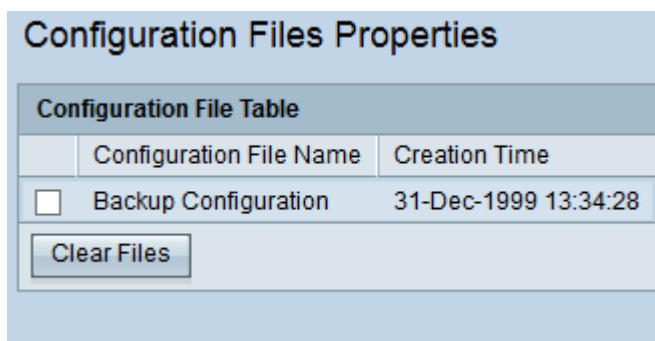 Configuration Files Properties
Configuration File Table
Configuration File Name Creation Time
Backup Configuration 31-Dec-1999 13:34:28
Clear Files